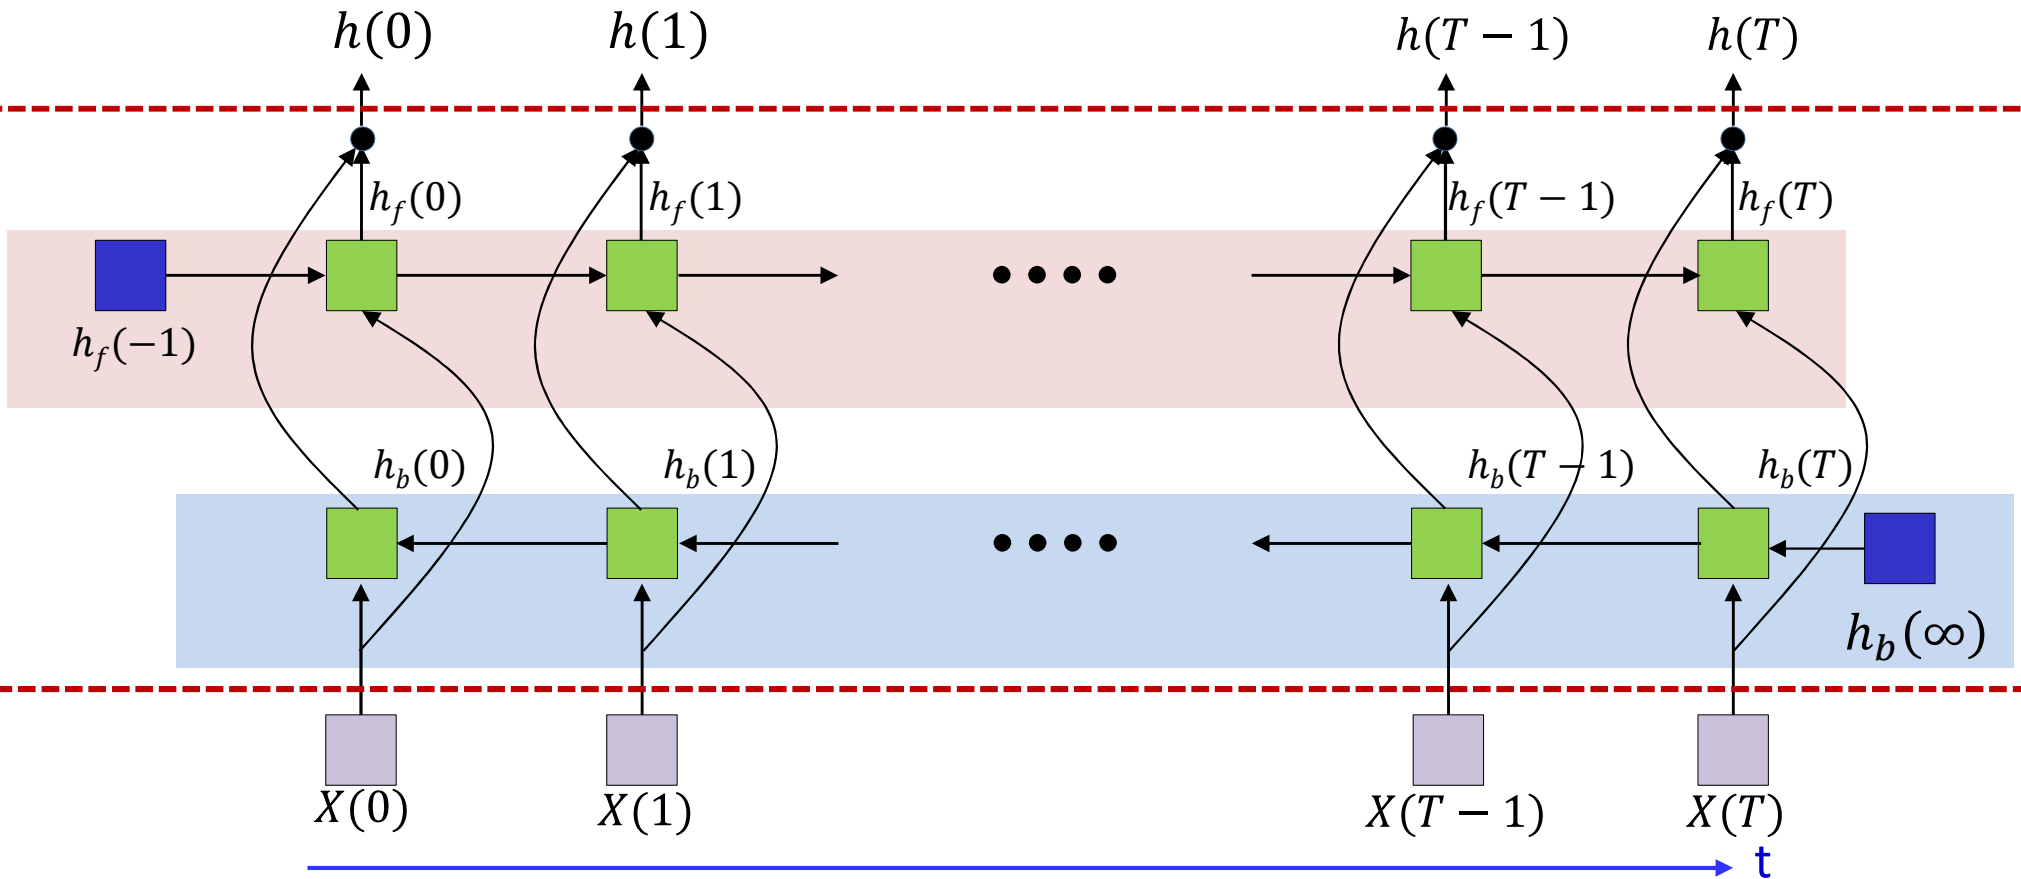 h(0) h(1) h(T − 1) h(T)
h_f(0) h_f(1) h_f(T − 1) h_f(T)
h_f(−1)
h_b(0) h_b(1) h_b(T − 1) h_b(T)
h_b(∞)
X(0) X(1) X(T − 1) X(T)
t